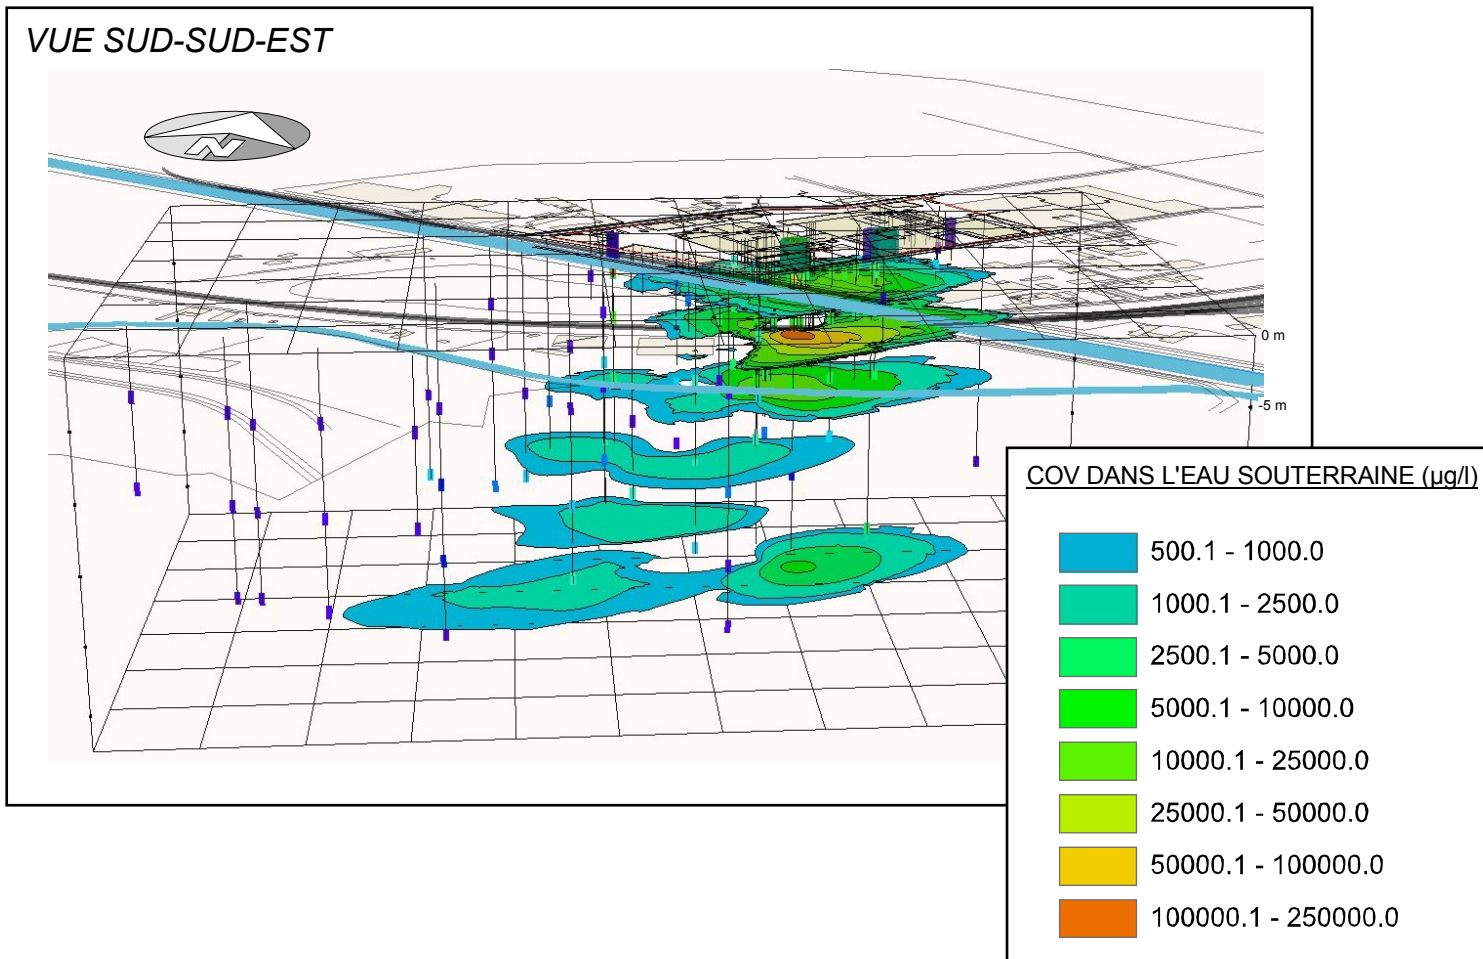 VUE SUD-SUD-EST
N
0 m
-5 m
COV DANS L'EAU SOUTERRAINE (µg/l)
500.1 - 1000.0
1000.1 - 2500.0
2500.1 - 5000.0
5000.1 - 10000.0
10000.1 - 25000.0
25000.1 - 50000.0
50000.1 - 100000.0
100000.1 - 250000.0